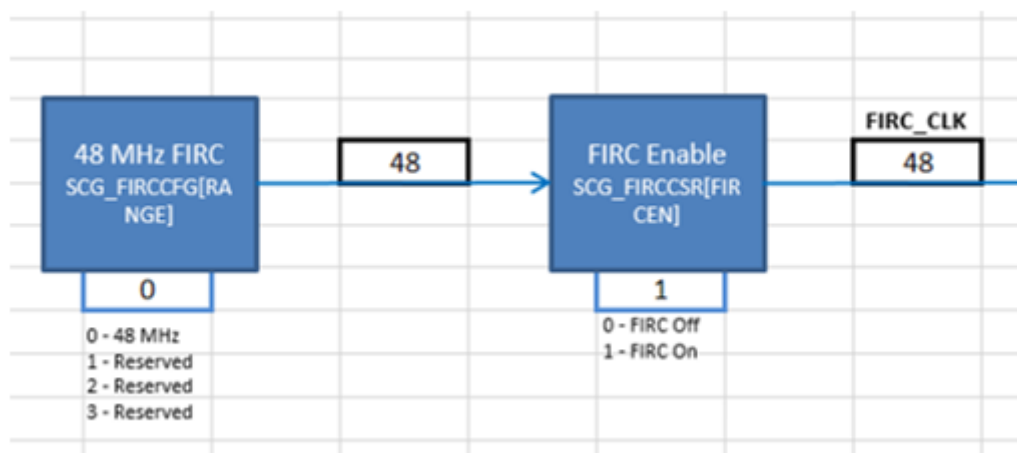 48 MHz FIRC
SCG_FIRCCFG[RA
NGE]
0
0 - 48 MHz
1 - Reserved
2 - Reserved
3 - Reserved
48
FIRC Enable
SCG_FIRCCSR[FIR
CEN]
1
0 - FIRC Off
1 - FIRC On
FIRC_CLK
48